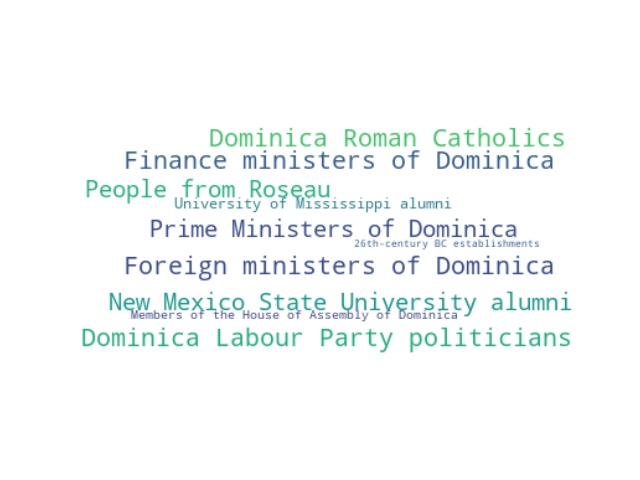 Dominica Roman Catholics
Finance ministers of Dominica
People from Roseau
University of Mississippi alumni
Prime Ministers of Dominica
26th-century BC establishments
Foreign ministers of Dominica
New Mexico State University alumni
Members of the House of Assembly of Dominica
Dominica Labour Party politicians